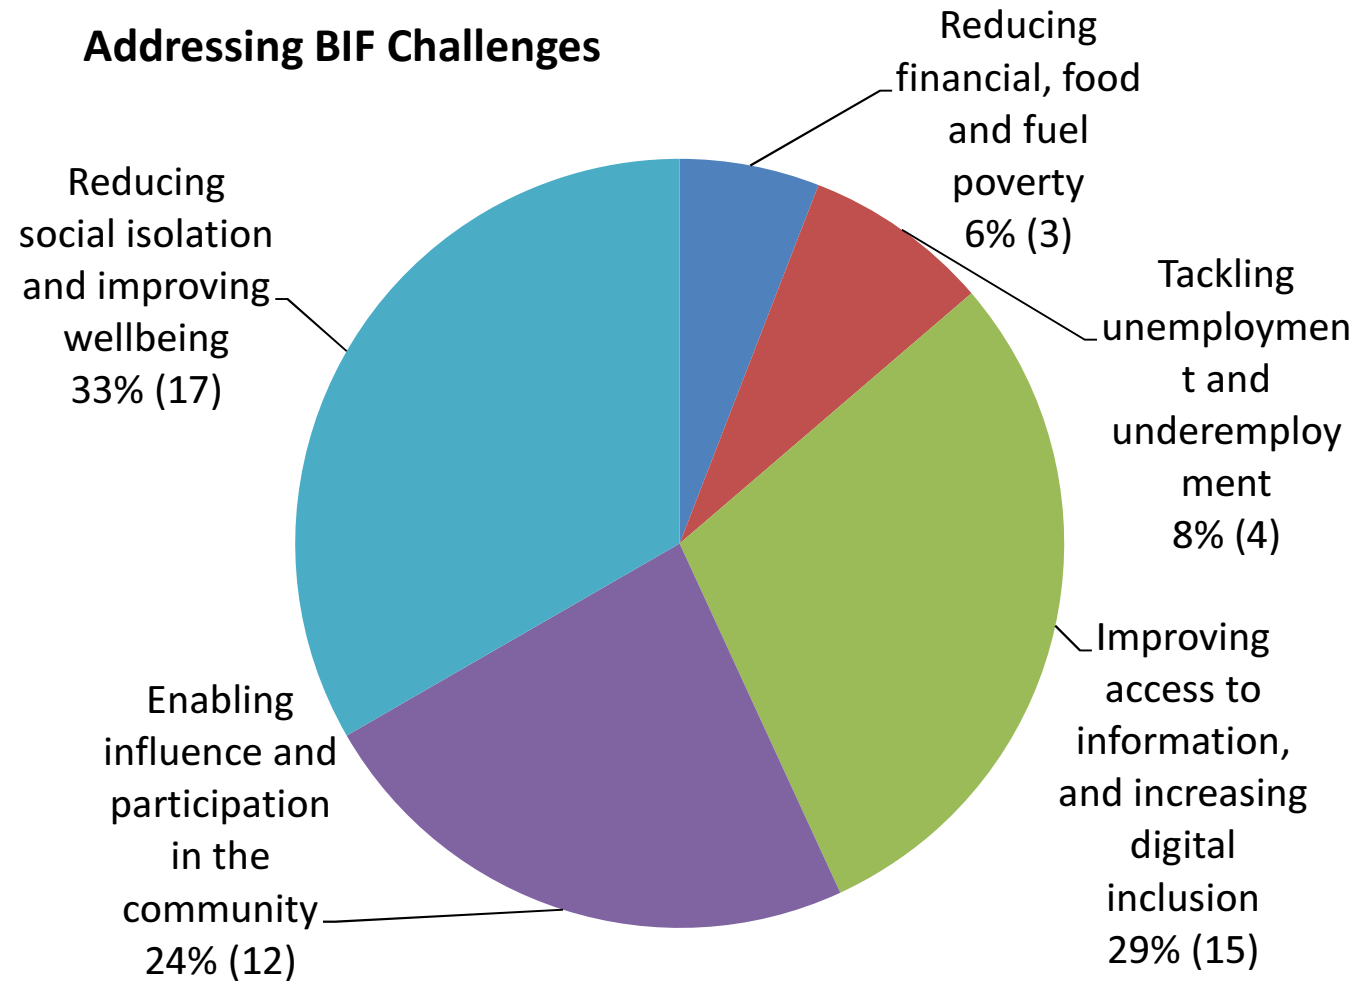 Addressing BIF Challenges
Reducing
financial, food
and fuel
poverty
6% (3)
Tackling
unemploymen
t and
underemploy
ment
8% (4)
Improving
access to
information,
and increasing
digital
inclusion
29% (15)
Enabling
influence and
participation
in the
community
24% (12)
Reducing
social isolation
and improving
wellbeing
33% (17)